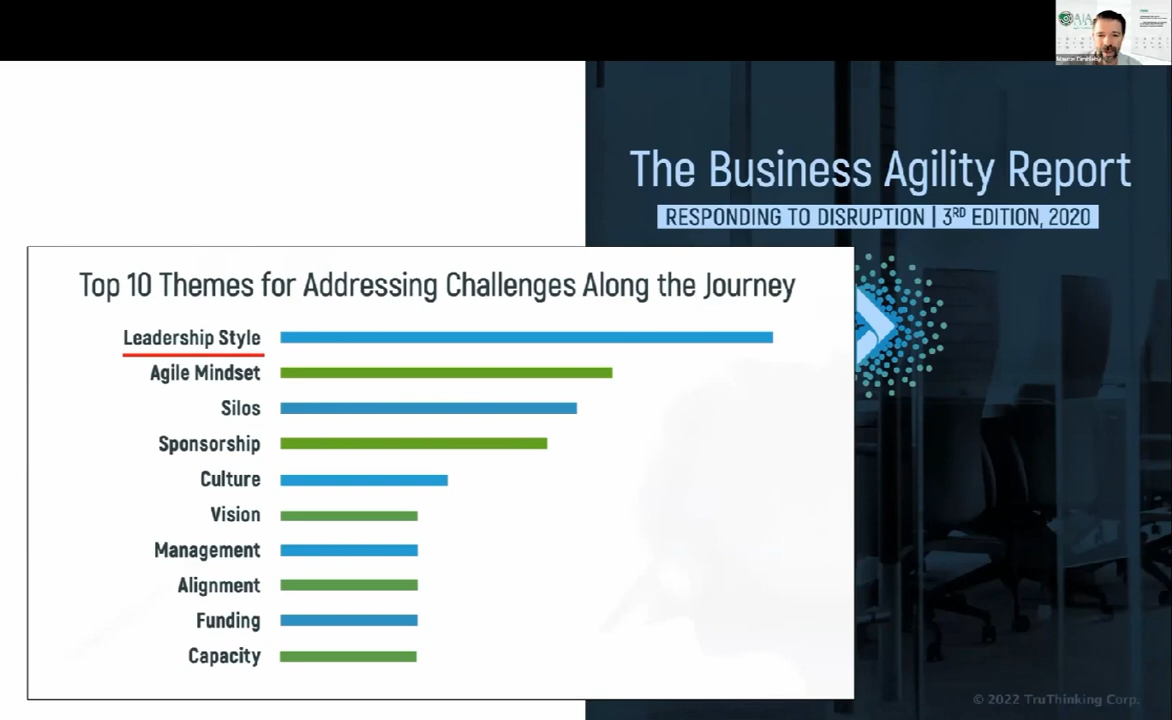 The Business Agility Report
RESPONDING TO DISRUPTION | 3RD EDITION, 2020
Top 10 Themes for Addressing Challenges Along the Journey
Leadership Style
Agile Mindset
Silos
Sponsorship
Culture
Vision
Management
Alignment
Funding
Capacity
© 2022 TruThinking Corp.